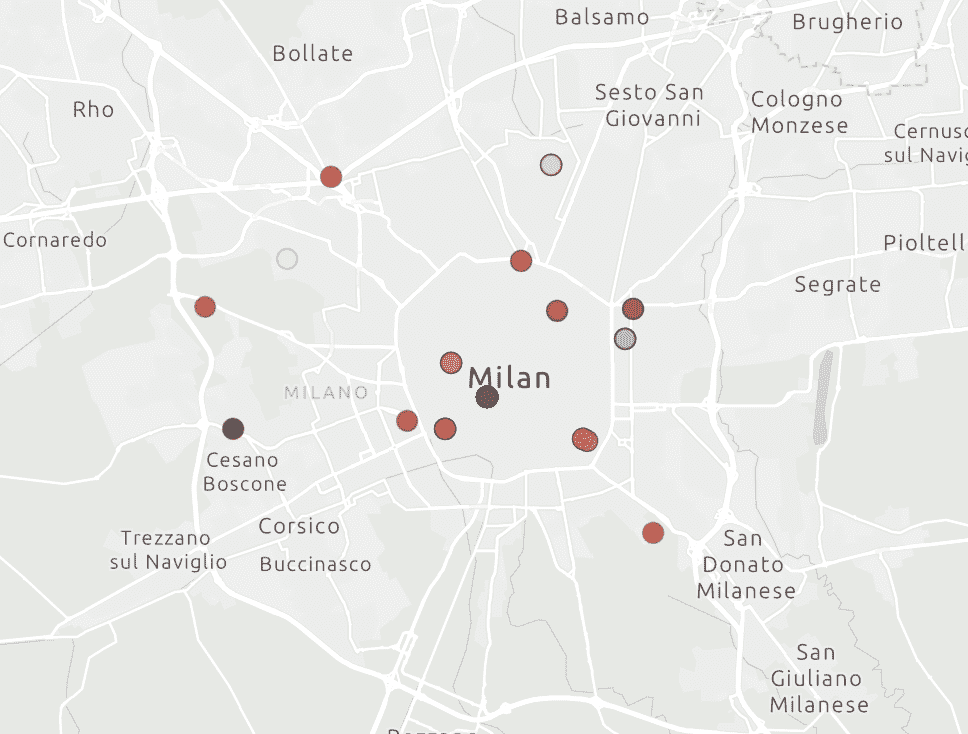 Balsamo
Brugherio
Bollate
Sesto San
Giovanni
Cologno
Monzese
Rho
Cernusc
sul Navig
Cornaredo
Pioltell
Segrate
Milan
MILANO
Cesano
Boscone
Corsico
Trezzano
sul Naviglio
Buccinasco
San
Donato
Milanese
San
Giuliano
Milanese